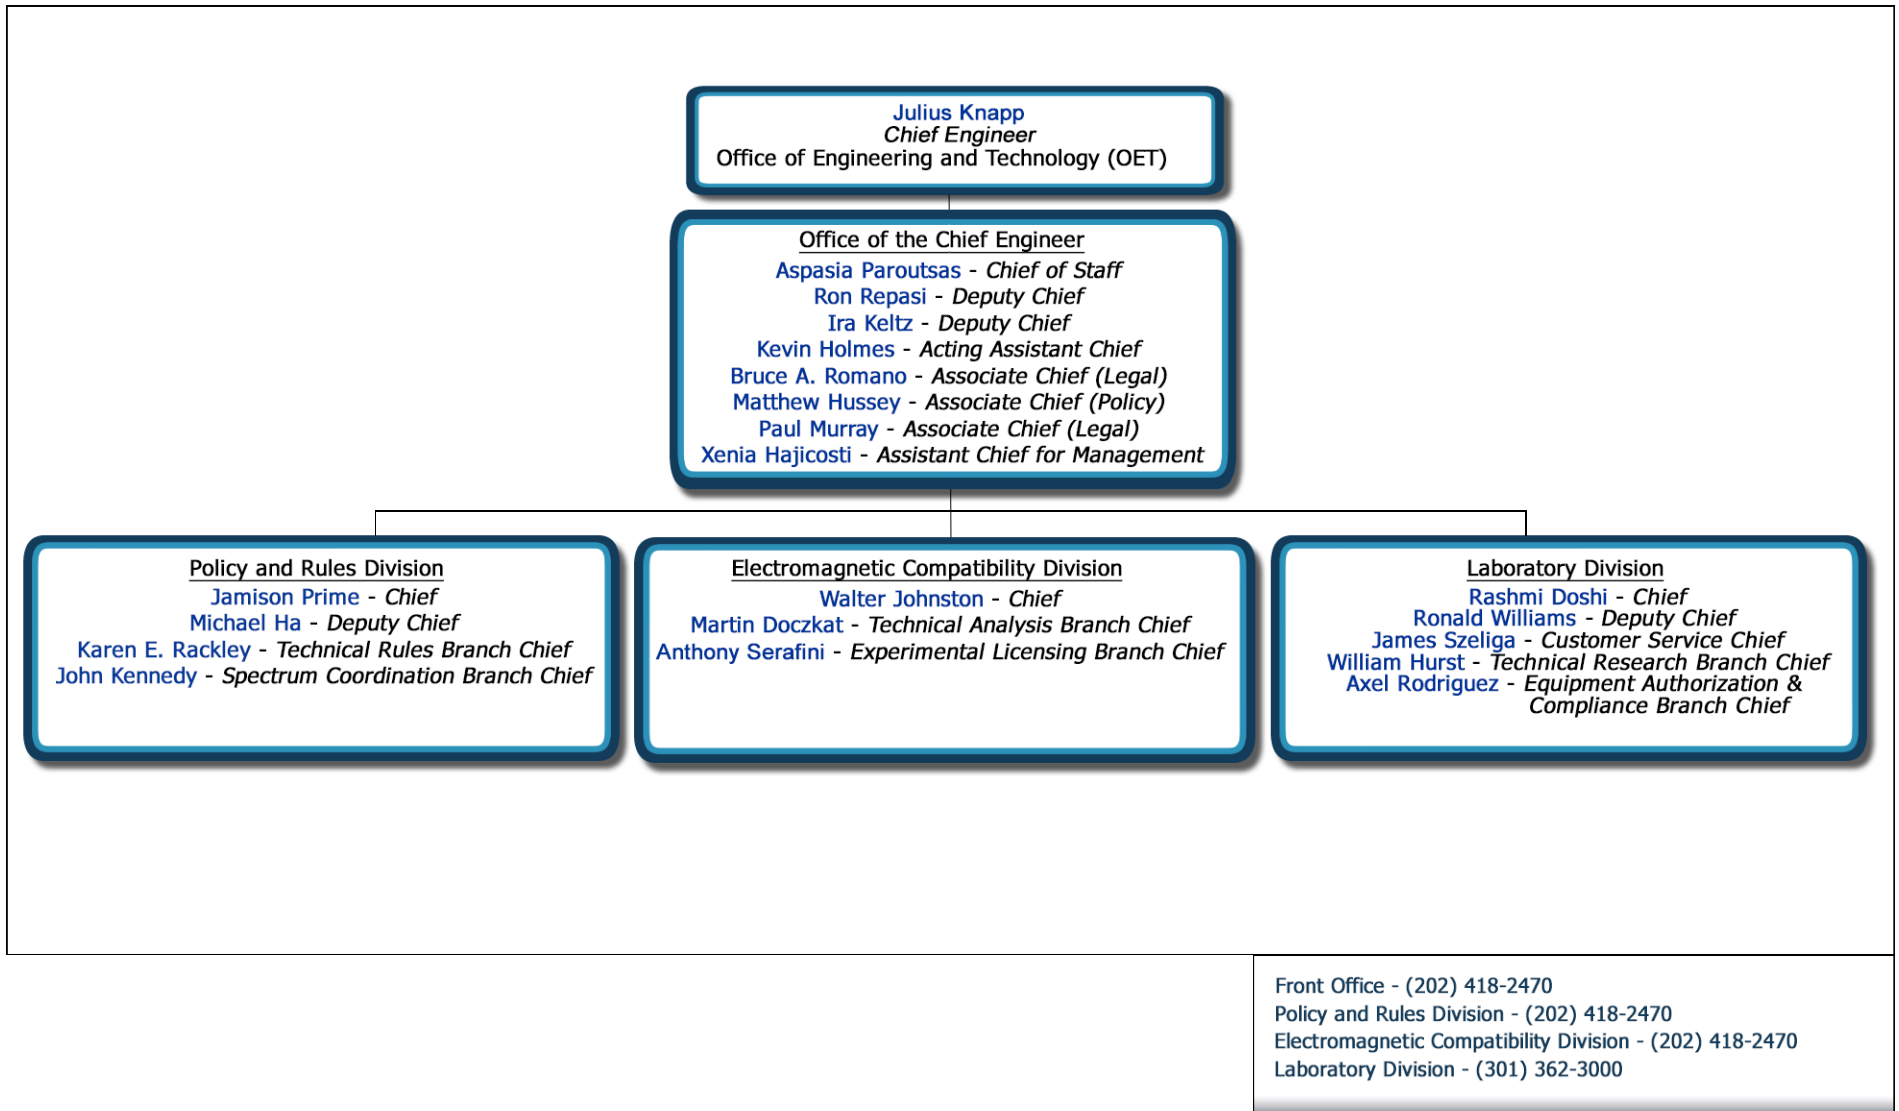 Julius Knapp
Chief Engineer
Office of Engineering and Technology (OET)
Office of the Chief Engineer
Aspasia Paroutsas - Chief of Staff
Ron Repasi - Deputy Chief
Ira Keltz - Deputy Chief
Kevin Holmes - Acting Assistant Chief
Bruce A. Romano - Associate Chief (Legal)
Matthew Hussey - Associate Chief (Policy)
Paul Murray - Associate Chief (Legal)
Xenia Hajicosti - Assistant Chief for Management
Policy and Rules Division
Jamison Prime - Chief
Michael Ha - Deputy Chief
Karen E. Rackley - Technical Rules Branch Chief
John Kennedy - Spectrum Coordination Branch Chief
Electromagnetic Compatibility Division
Walter Johnston - Chief
Martin Doczkat - Technical Analysis Branch Chief
Anthony Serafini - Experimental Licensing Branch Chief
Laboratory Division
Rashmi Doshi - Chief
Ronald Williams - Deputy Chief
James Szeliga - Customer Service Chief
William Hurst - Technical Research Branch Chief
Axel Rodriguez - Equipment Authorization &
Compliance Branch Chief
Front Office - (202) 418-2470
Policy and Rules Division - (202) 418-2470
Electromagnetic Compatibility Division - (202) 418-2470
Laboratory Division - (301) 362-3000